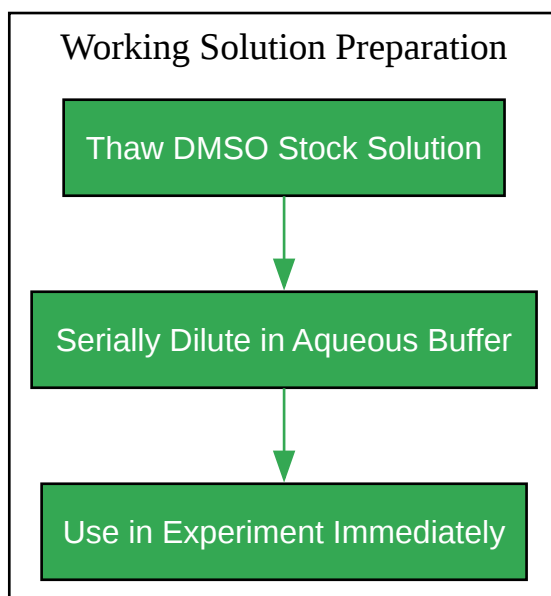 Working Solution Preparation
Thaw DMSO Stock Solution
Serially Dilute in Aqueous Buffer
Use in Experiment Immediately